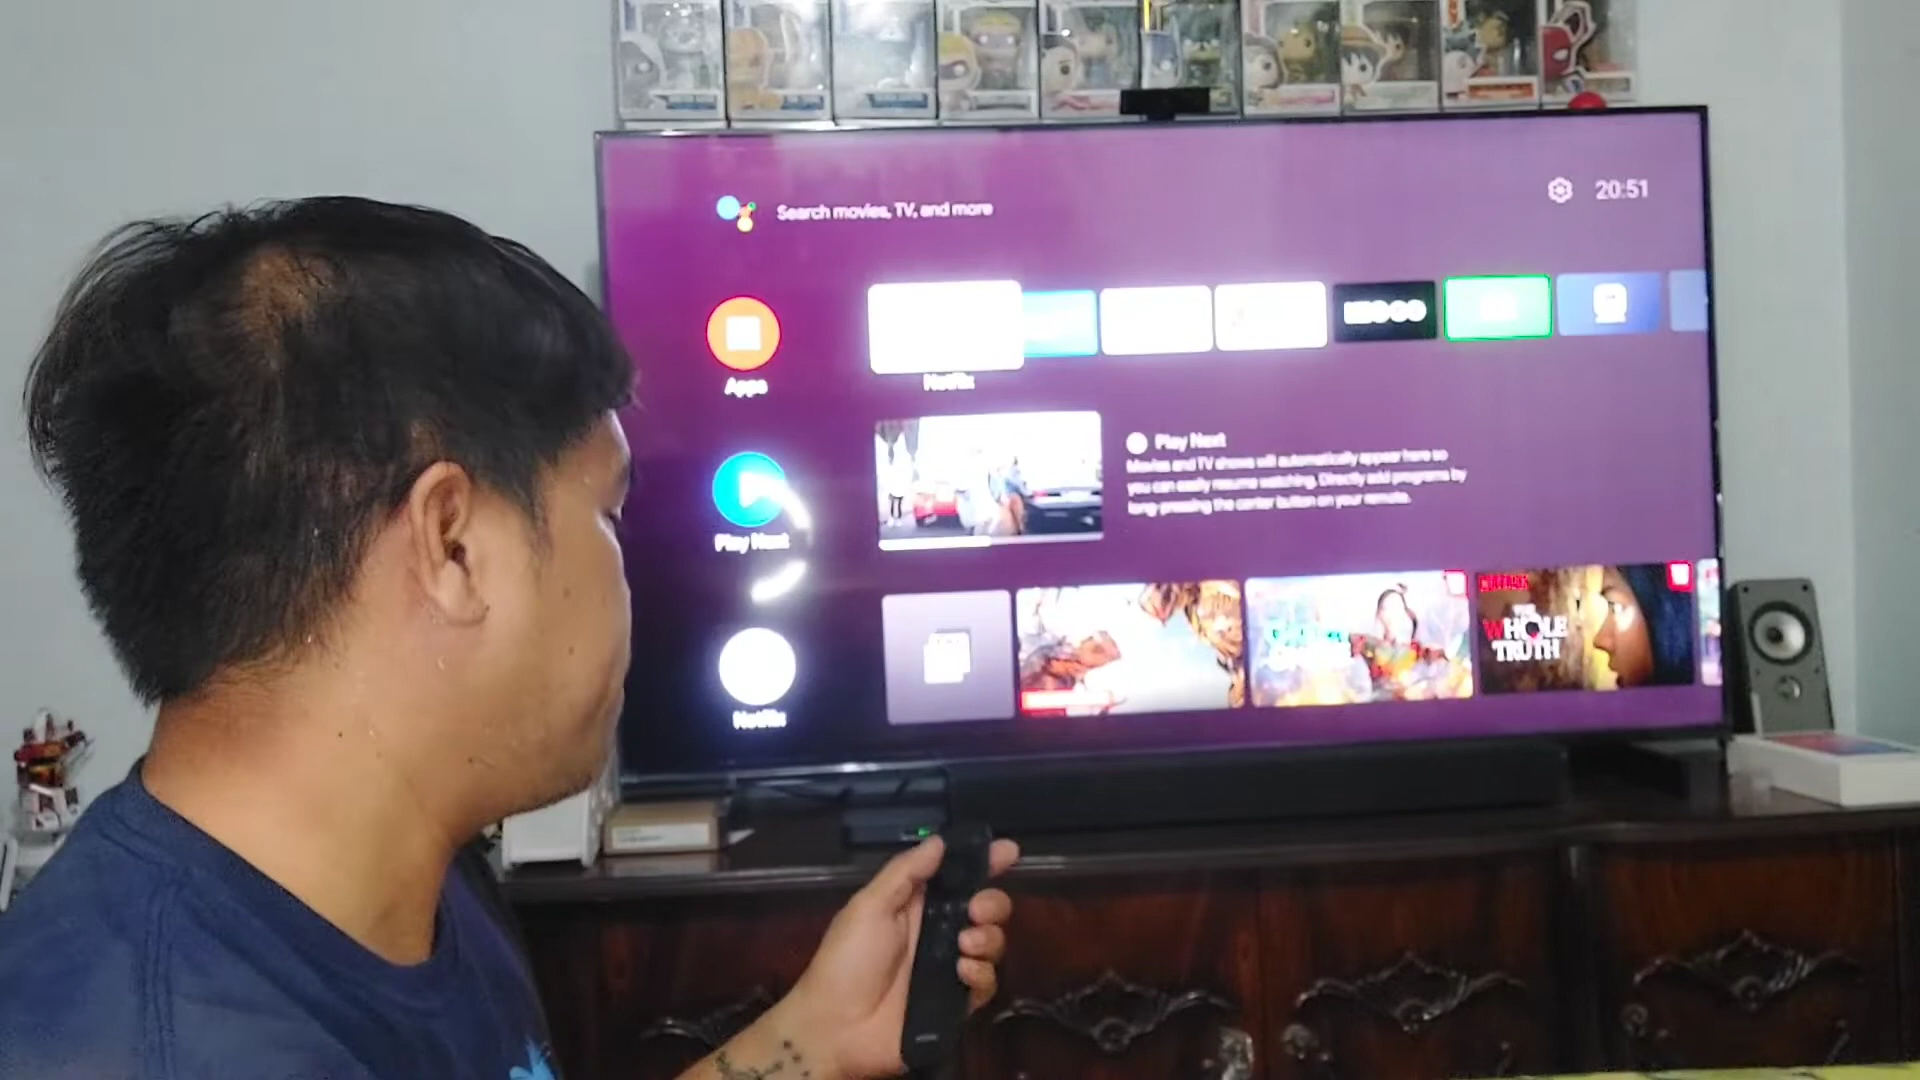 Search movies, TV, and more
20:51
Apps
Netflix
Play Next
Movies and TV shows will automatically appear here so
you can easily resume watching. Directly add programs by
long-pressing the center button on your remote.
Play Next
THE
WHOLE
TRUTH
Netflix